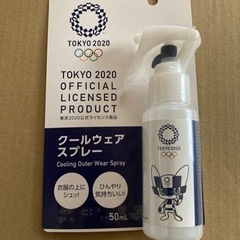 TOKYO 2020
TOKYO 2020
OFFICIAL
LICENSED
PRODUCT
東京2020公式ライセンス商品
クールウェア
スプレー
Cooling Outer Wear Spray
衣服の上に
シュッ!
ひんやり
気持ちいい!
50mL
TOKYO 2020